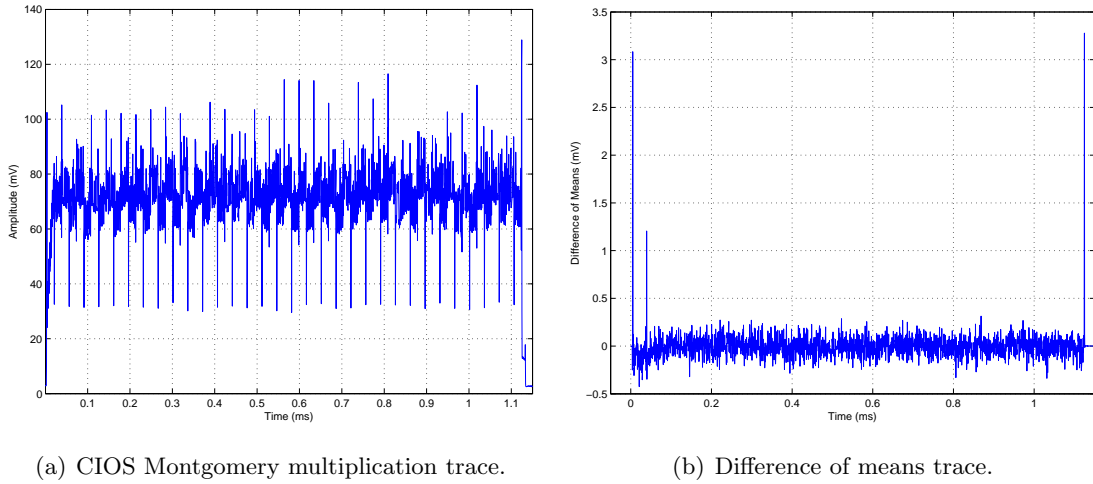 140
120
100
80
60
40
20
0
Amplitude (mV)
0.1 0.2 0.3 0.4 0.5 0.6 0.7 0.8 0.9 1 1.1
Time (ms)
(a) CIOS Montgomery multiplication trace.
3.5
3
2.5
2
1.5
1
0.5
0
−0.5
Difference of Means (mV)
0 0.2 0.4 0.6 0.8 1
Time (ms)
(b) Difference of means trace.